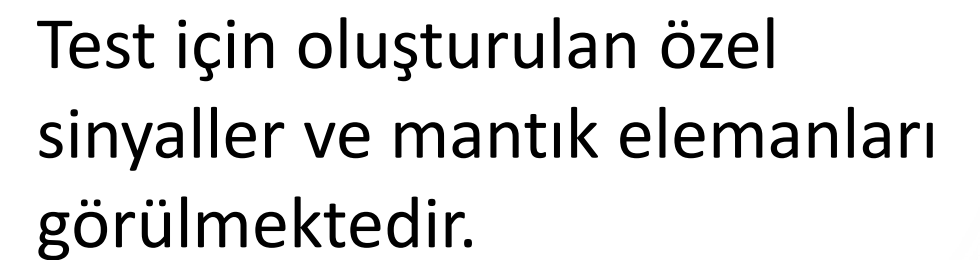 Test için oluşturulan özel
sinyaller ve mantık elemanları
görülmektedir.